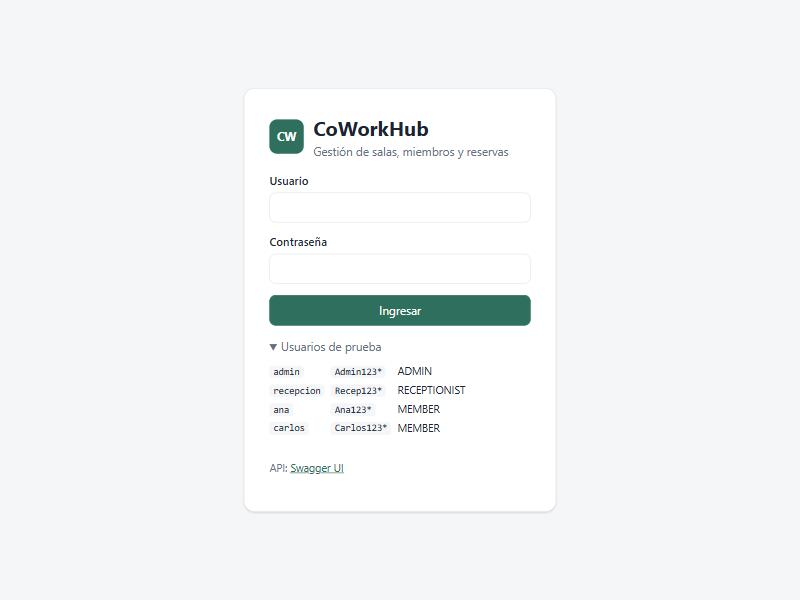 CW
CoWorkHub
Gestión de salas, miembros y reservas
Usuario
Contraseña
Ingresar
▼ Usuarios de prueba
admin Admin123* ADMIN
recepcion Recep123* RECEPTIONIST
ana Ana123* MEMBER
carlos Carlos123* MEMBER
API: Swagger UI